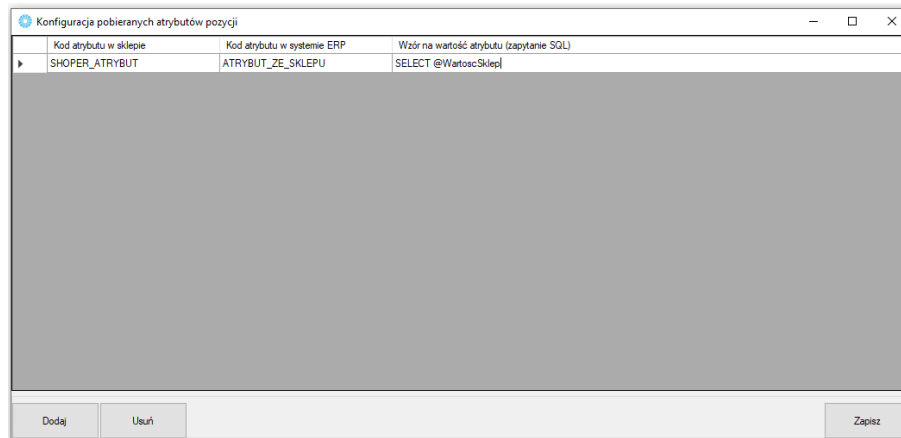 Konfiguracja pobieranych atrybutów pozycji
Kod atrybutu w sklepie Kod atrybutu w systemie ERP Wzór na wartość atrybutu (zapytanie SQL)
SHOPER_ATRYBUT ATRYBUT_ZE_SKLEPU SELECT @WartoscSklep
Dodaj Usuń Zapisz